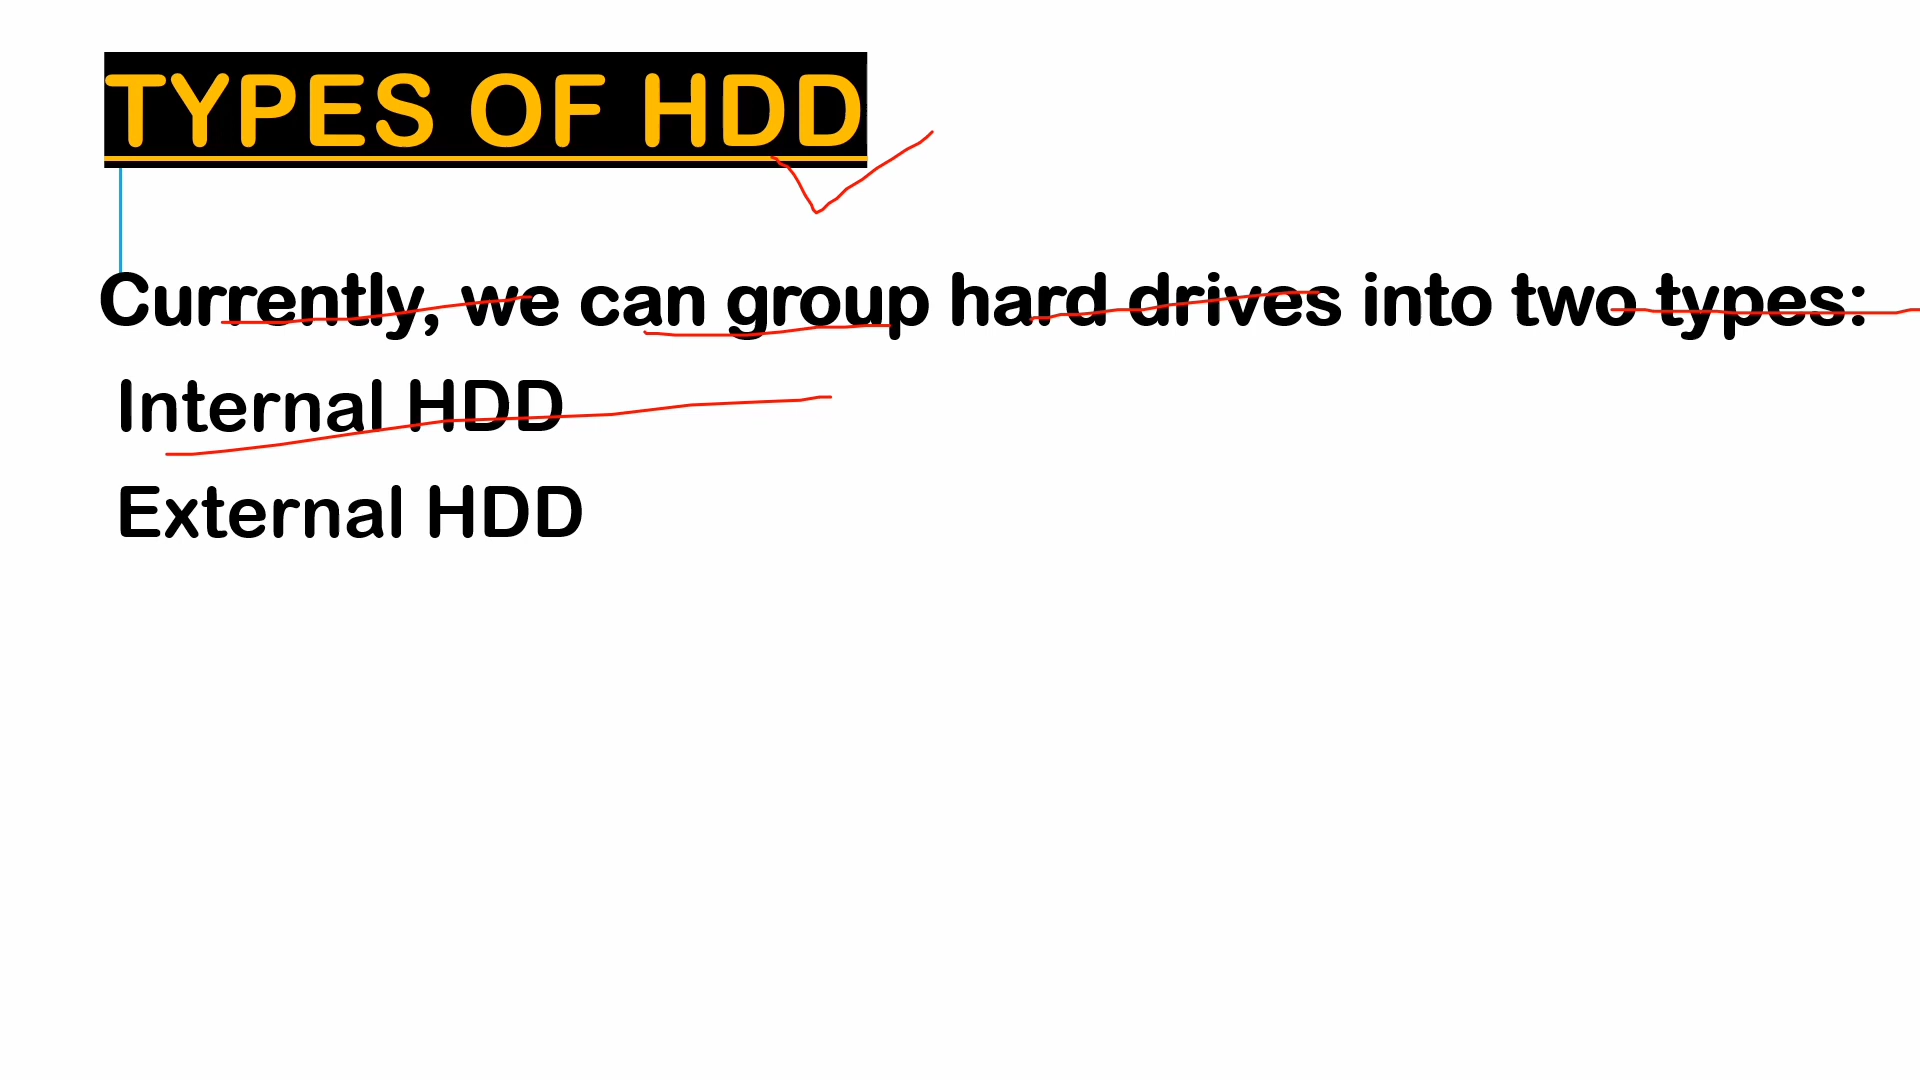 TYPES OF HDD
Currently, we can group hard drives into two types:
Internal HDD
External HDD